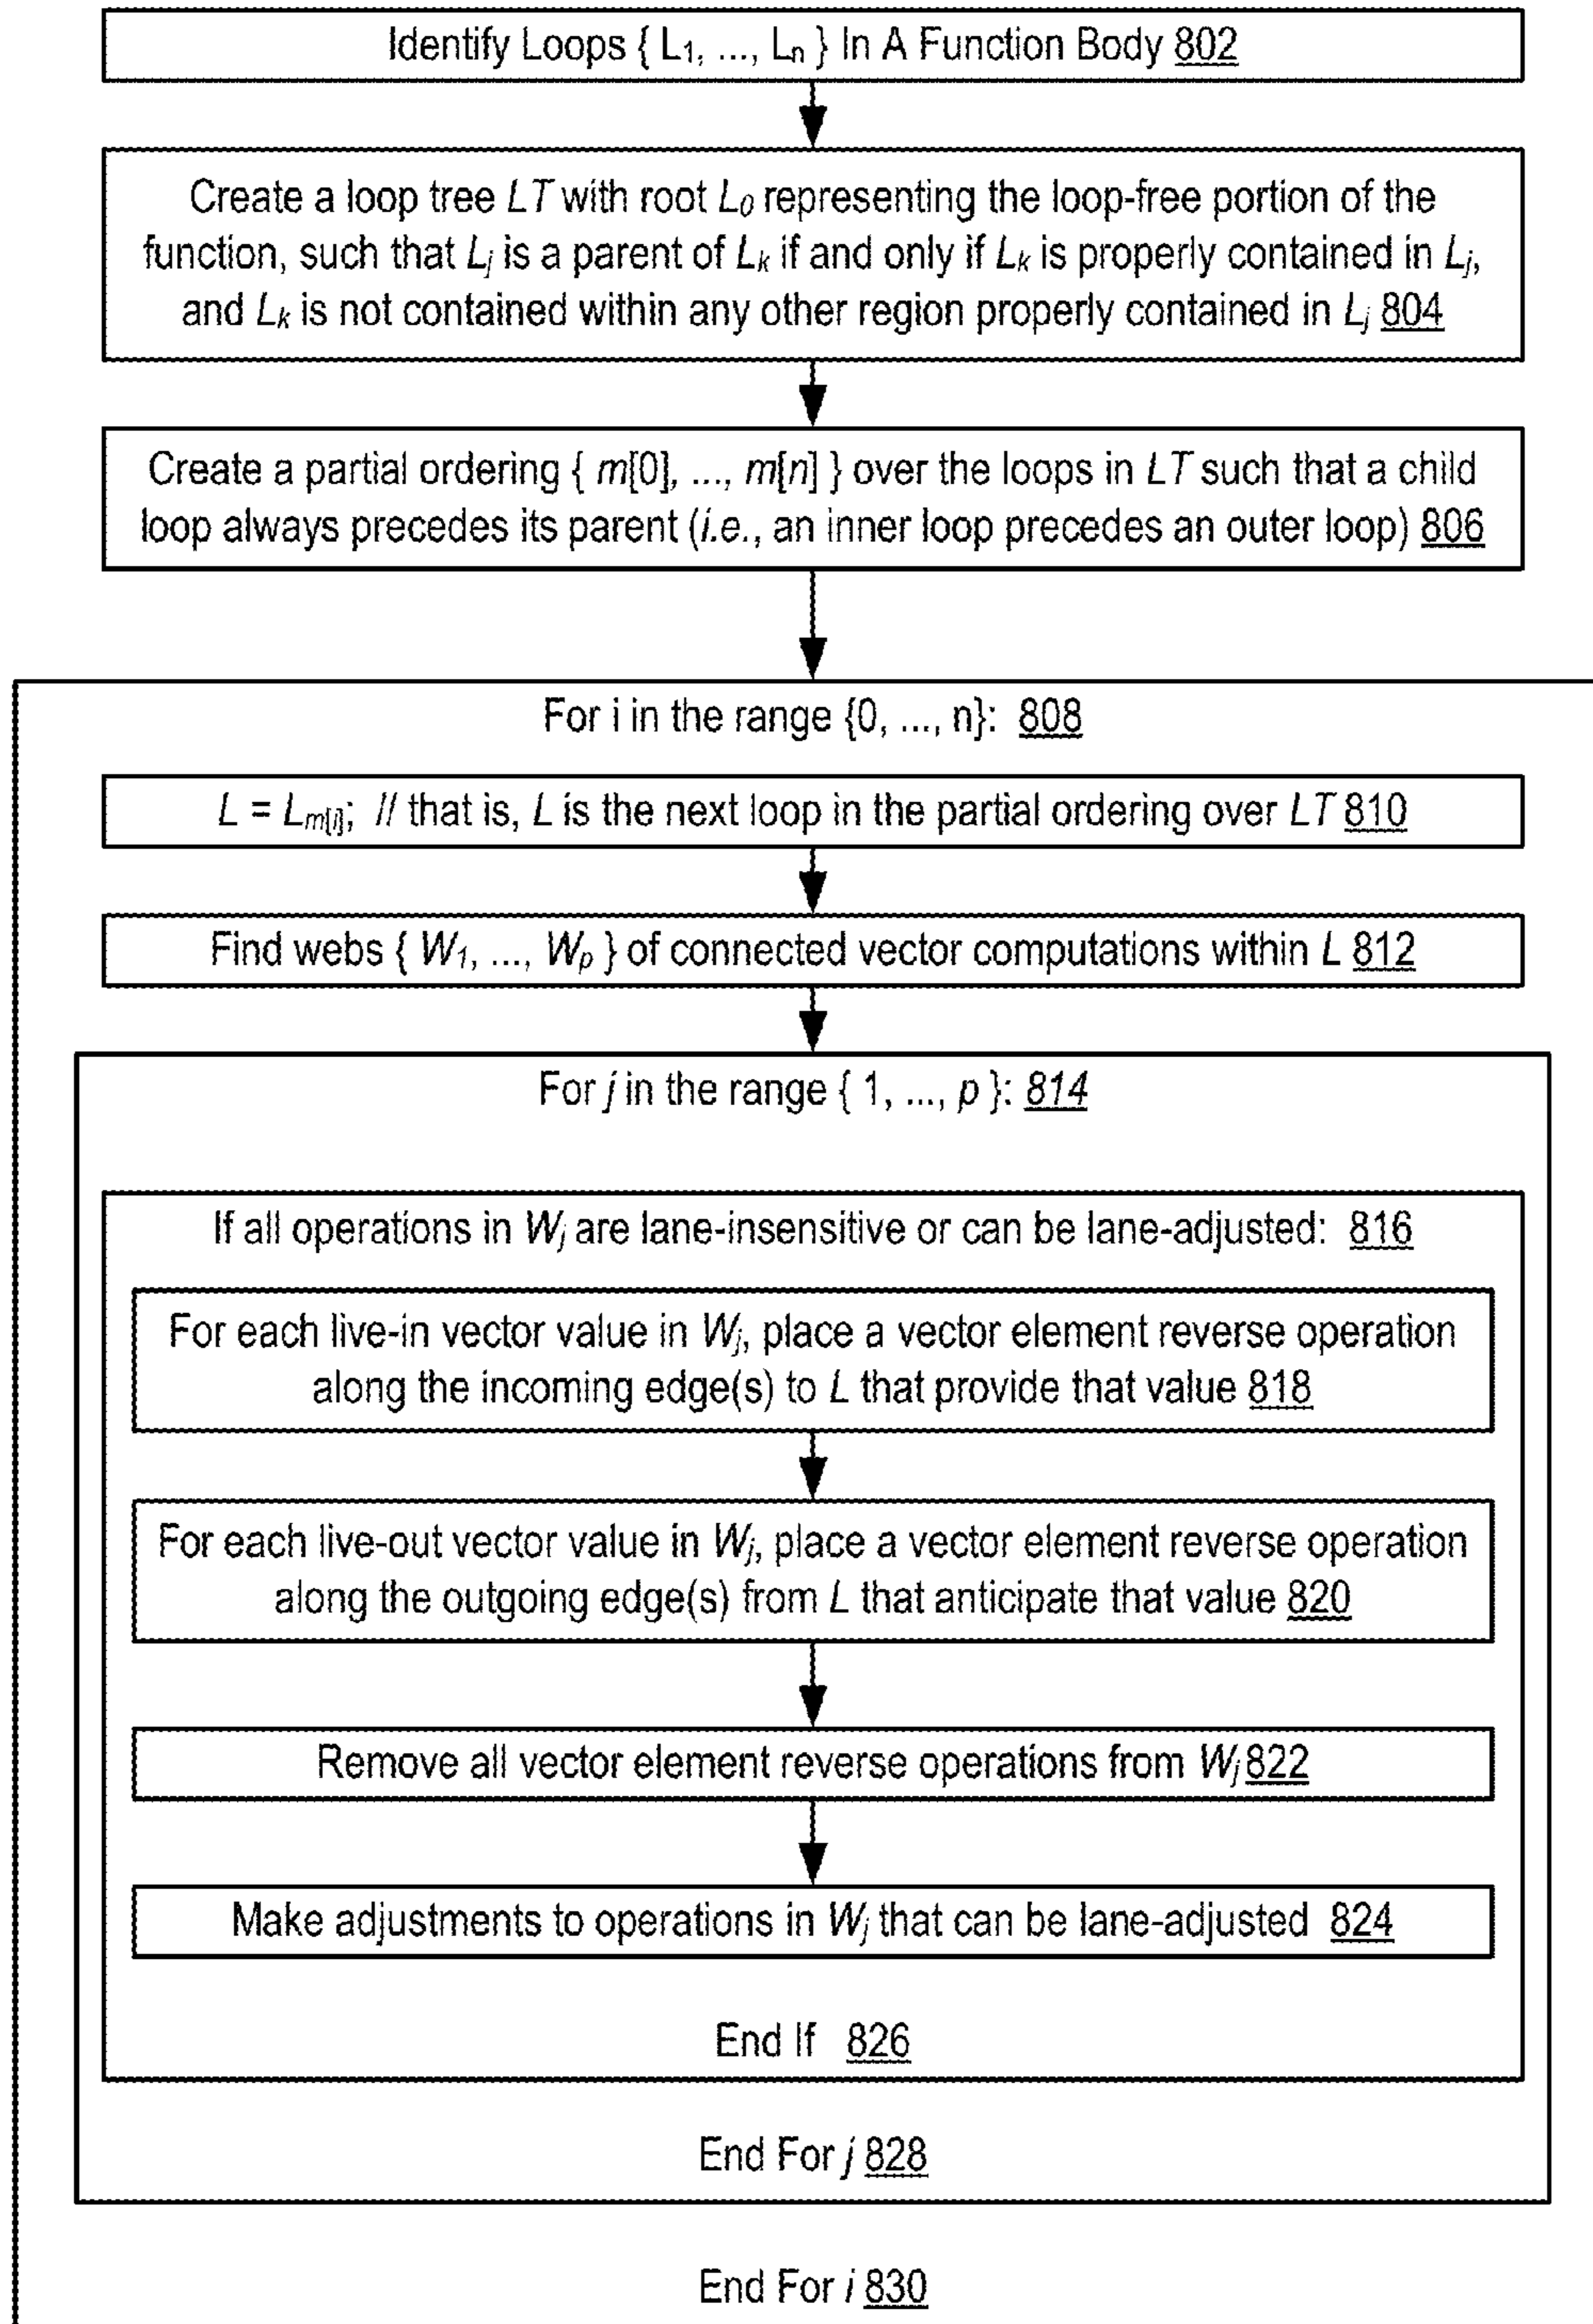 Identify Loops { L₁, ..., Lₙ } In A Function Body 802
Create a loop tree LT with root L₀ representing the loop-free portion of the
function, such that Lⱼ is a parent of Lₖ if and only if Lₖ is properly contained in Lⱼ,
and Lₖ is not contained within any other region properly contained in Lⱼ 804
Create a partial ordering { m[0], ..., m[n] } over the loops in LT such that a child
loop always precedes its parent (i.e., an inner loop precedes an outer loop) 806
For i in the range {0, ..., n}: 808
L = Lm[i]; // that is, L is the next loop in the partial ordering over LT 810
Find webs { W₁, ..., Wₚ } of connected vector computations within L 812
For j in the range { 1, ..., p }: 814
If all operations in Wⱼ are lane-insensitive or can be lane-adjusted: 816
For each live-in vector value in Wⱼ, place a vector element reverse operation
along the incoming edge(s) to L that provide that value 818
For each live-out vector value in Wⱼ, place a vector element reverse operation
along the outgoing edge(s) from L that anticipate that value 820
Remove all vector element reverse operations from Wⱼ 822
Make adjustments to operations in Wⱼ that can be lane-adjusted 824
End If 826
End For j 828
End For i 830